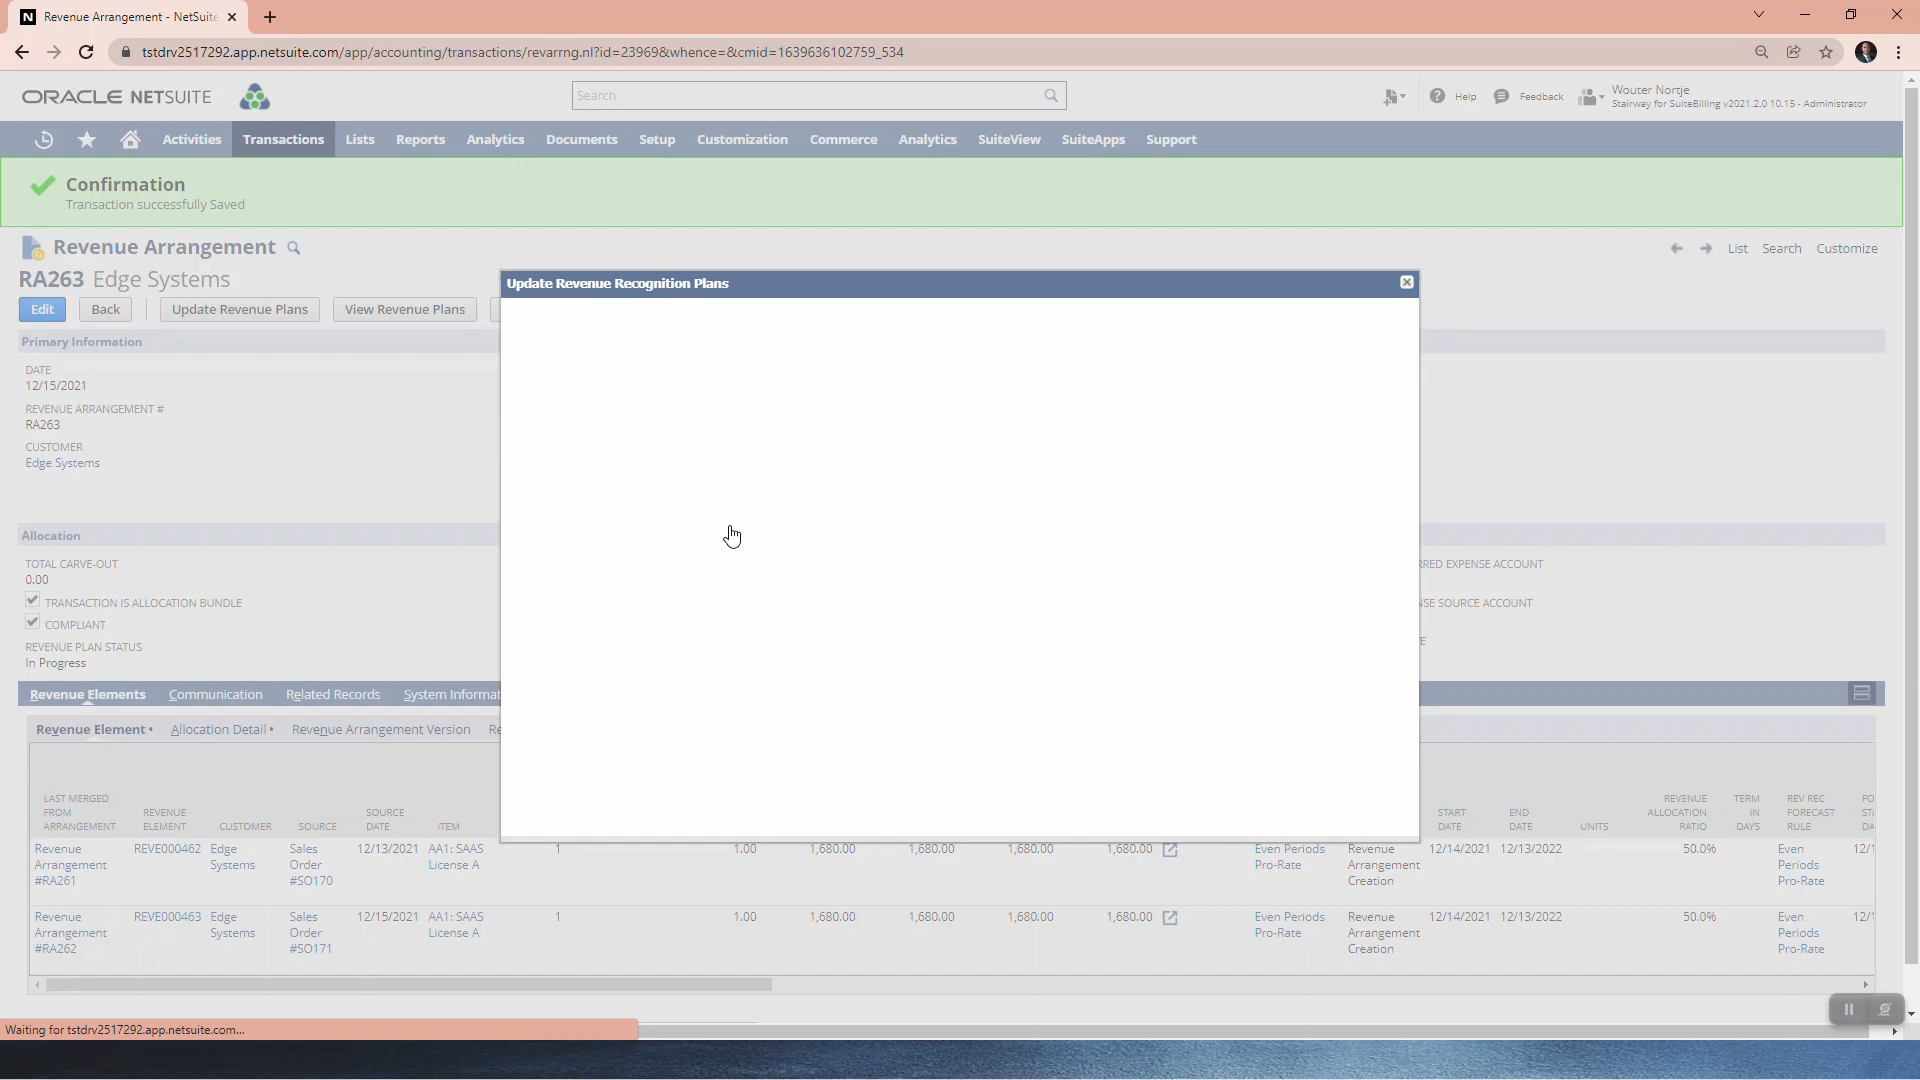 Revenue Arrangement - NetSuite
tstdrv2517292.app.netsuite.com/app/accounting/transactions/revarrng.nl?id=23969&whence=&cmid=1639636102759_534
ORACLE NETSUITE
Search
Help
Feedback
Wouter Nortje
Stairway for SuiteBilling v2021.2.0 10.15 - Administrator
Activities Transactions Lists Reports Analytics Documents Setup Customization Commerce Analytics SuiteView SuiteApps Support
Confirmation
Transaction successfully Saved
Revenue Arrangement
List Search Customize
RA263 Edge Systems
Update Revenue Recognition Plans
Edit Back Update Revenue Plans View Revenue Plans
Primary Information
DATE
12/15/2021
REVENUE ARRANGEMENT #
RA263
CUSTOMER
Edge Systems
Allocation
TOTAL CARVE-OUT
0.00
RRED EXPENSE ACCOUNT
TRANSACTION IS ALLOCATION BUNDLE
NSE SOURCE ACCOUNT
COMPLIANT
REVENUE PLAN STATUS
In Progress
E
Revenue Elements Communication Related Records System Informat
Revenue Element • Allocation Detail • Revenue Arrangement Version Re
LAST MERGED FROM ARRANGEMENT REVENUE ELEMENT CUSTOMER SOURCE SOURCE DATE ITEM START DATE END DATE UNITS REVENUE ALLOCATION RATIO TERM IN DAYS REV REC FORECAST RULE FO STA DA
Revenue REVE000462 Edge Sales 12/13/2021 AA1: SAAS 1 1.00 1,680.00 1,680.00 1,680.00 1,680.00 Even Periods Revenue 12/14/2021 12/13/2022 50.0% Even 12/1
Arrangement Systems Order License A Pro-Rate Arrangement Periods
#RA261 #SO170 Creation Pro-Rate
Revenue REVE000463 Edge Sales 12/15/2021 AA1: SAAS 1 1.00 1,680.00 1,680.00 1,680.00 1,680.00 Even Periods Revenue 12/14/2021 12/13/2022 50.0% Even 12/1
Arrangement Systems Order License A Pro-Rate Arrangement Periods
#RA262 #SO171 Creation Pro-Rate
Waiting for tstdrv2517292.app.netsuite.com...